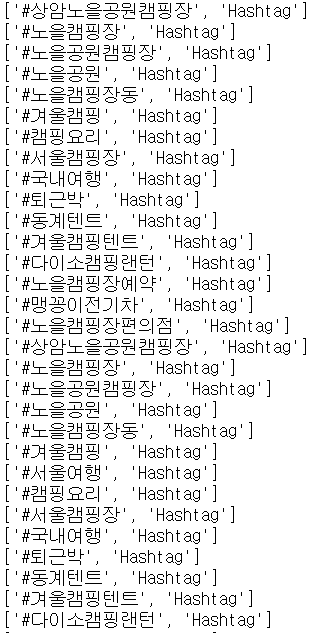 ['#상암노을공원캠핑장', 'Hashtag']
['#노을캠핑장', 'Hashtag']
['#노을공원캠핑장', 'Hashtag']
['#노을공원', 'Hashtag']
['#노을캠핑장동', 'Hashtag']
['#겨울캠핑', 'Hashtag']
['#캠핑요리', 'Hashtag']
['#서울캠핑장', 'Hashtag']
['#국내여행', 'Hashtag']
['#퇴근박', 'Hashtag']
['#동계텐트', 'Hashtag']
['#겨울캠핑텐트', 'Hashtag']
['#다이소캠핑랜턴', 'Hashtag']
['#노을캠핑장예약', 'Hashtag']
['#맹꽁이전기차', 'Hashtag']
['#노을캠핑장편의점', 'Hashtag']
['#상암노을공원캠핑장', 'Hashtag']
['#노을캠핑장', 'Hashtag']
['#노을공원캠핑장', 'Hashtag']
['#노을공원', 'Hashtag']
['#노을캠핑장동', 'Hashtag']
['#겨울캠핑', 'Hashtag']
['#서울여행', 'Hashtag']
['#캠핑요리', 'Hashtag']
['#서울캠핑장', 'Hashtag']
['#국내여행', 'Hashtag']
['#퇴근박', 'Hashtag']
['#동계텐트', 'Hashtag']
['#겨울캠핑텐트', 'Hashtag']
['#다이소캠핑랜턴', 'Hashtag']